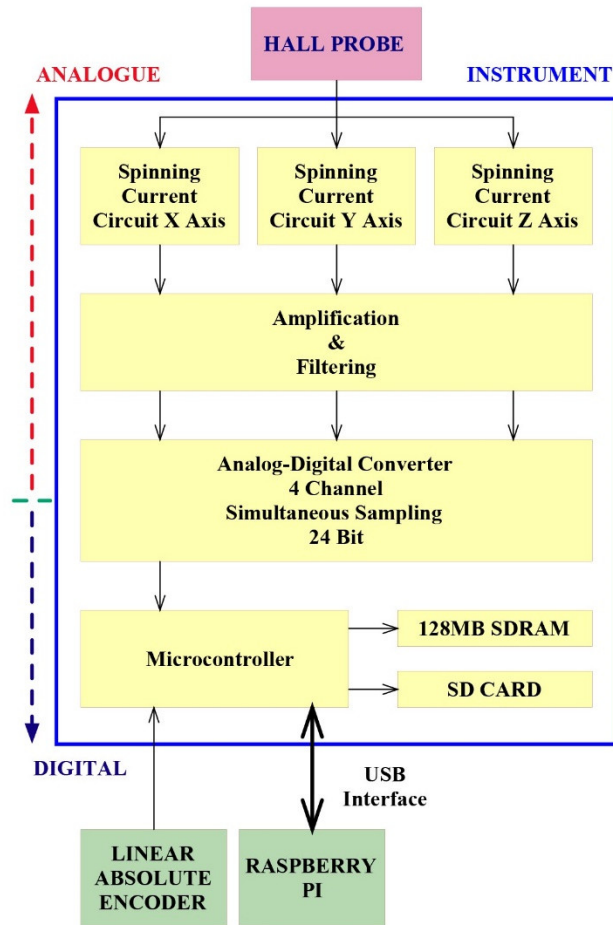 HALL PROBE
ANALOGUE
INSTRUMENT
Spinning
Current
Circuit X Axis
Spinning
Current
Circuit Y Axis
Spinning
Current
Circuit Z Axis
Amplification
&
Filtering
Analog-Digital Converter
4 Channel
Simultaneous Sampling
24 Bit
Microcontroller
128MB SDRAM
SD CARD
DIGITAL
USB
Interface
LINEAR
ABSOLUTE
ENCODER
RASPBERRY
PI